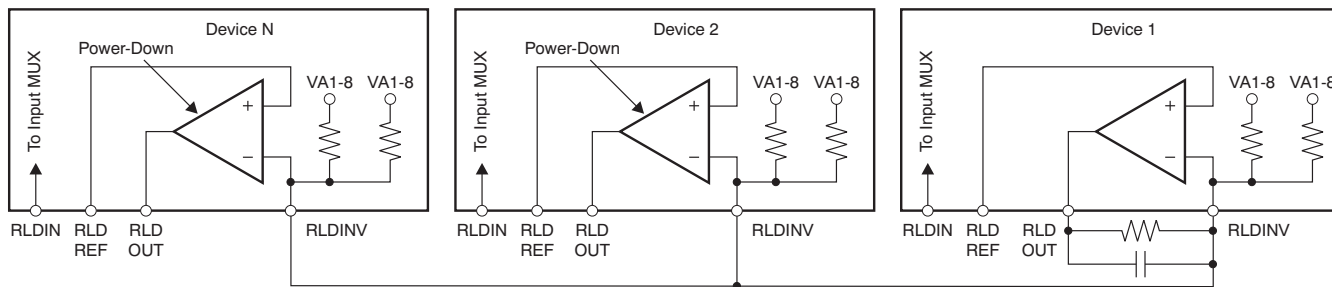 Device N
Power-Down
To Input MUX
VA1-8 VA1-8
+
−
RLDIN RLD REF RLD OUT RLDINV
Device 2
Power-Down
To Input MUX
VA1-8 VA1-8
+
−
RLDIN RLD REF RLD OUT RLDINV
Device 1
To Input MUX
VA1-8 VA1-8
+
−
RLDIN RLD REF RLD OUT RLDINV